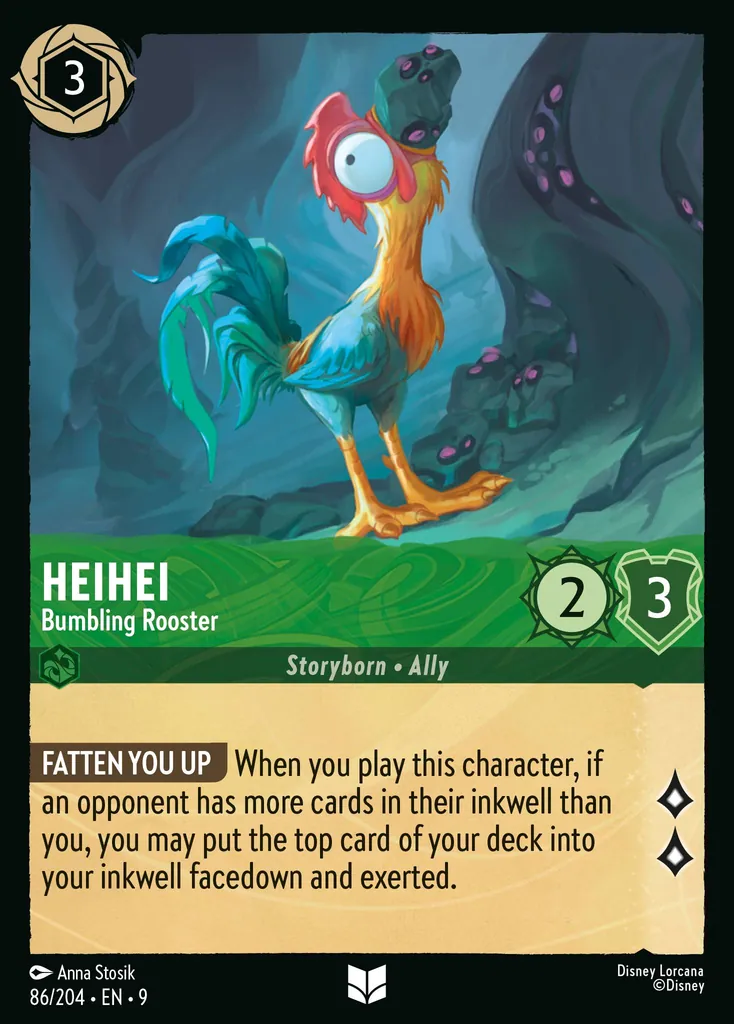 3
HEIHEI
Bumbling Rooster
2
3
Storyborn • Ally
FATTEN YOU UP When you play this character, if
an opponent has more cards in their inkwell than
you, you may put the top card of your deck into
your inkwell facedown and exerted.
Anna Stosik
86/204 • EN • 9
Disney Lorcana
©Disney